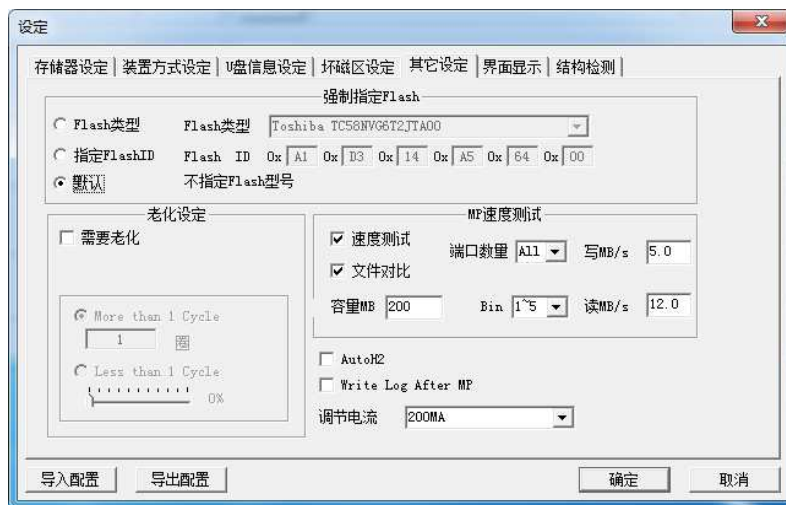 设定
存储器设定 装置方式设定 U盘信息设定 坏磁区设定 其它设定 界面显示 结构检测
强制指定Flash
Flash类型 Flash类型 Toshiba TC58NVG6T2JTA00
指定FlashID Flash ID 0x A1 0x D3 0x 14 0x A5 0x 64 0x 00
默认 不指定Flash型号
老化设定
需要老化
More than 1 Cycle
1 圈
Less than 1 Cycle
0%
MP速度测试
速度测试 端口数量 All 写MB/s 5.0
文件对比
容量MB 200 Bin 1~5 读MB/s 12.0
AutoH2
Write Log After MP
调节电流 200MA
导入配置 导出配置 确定 取消